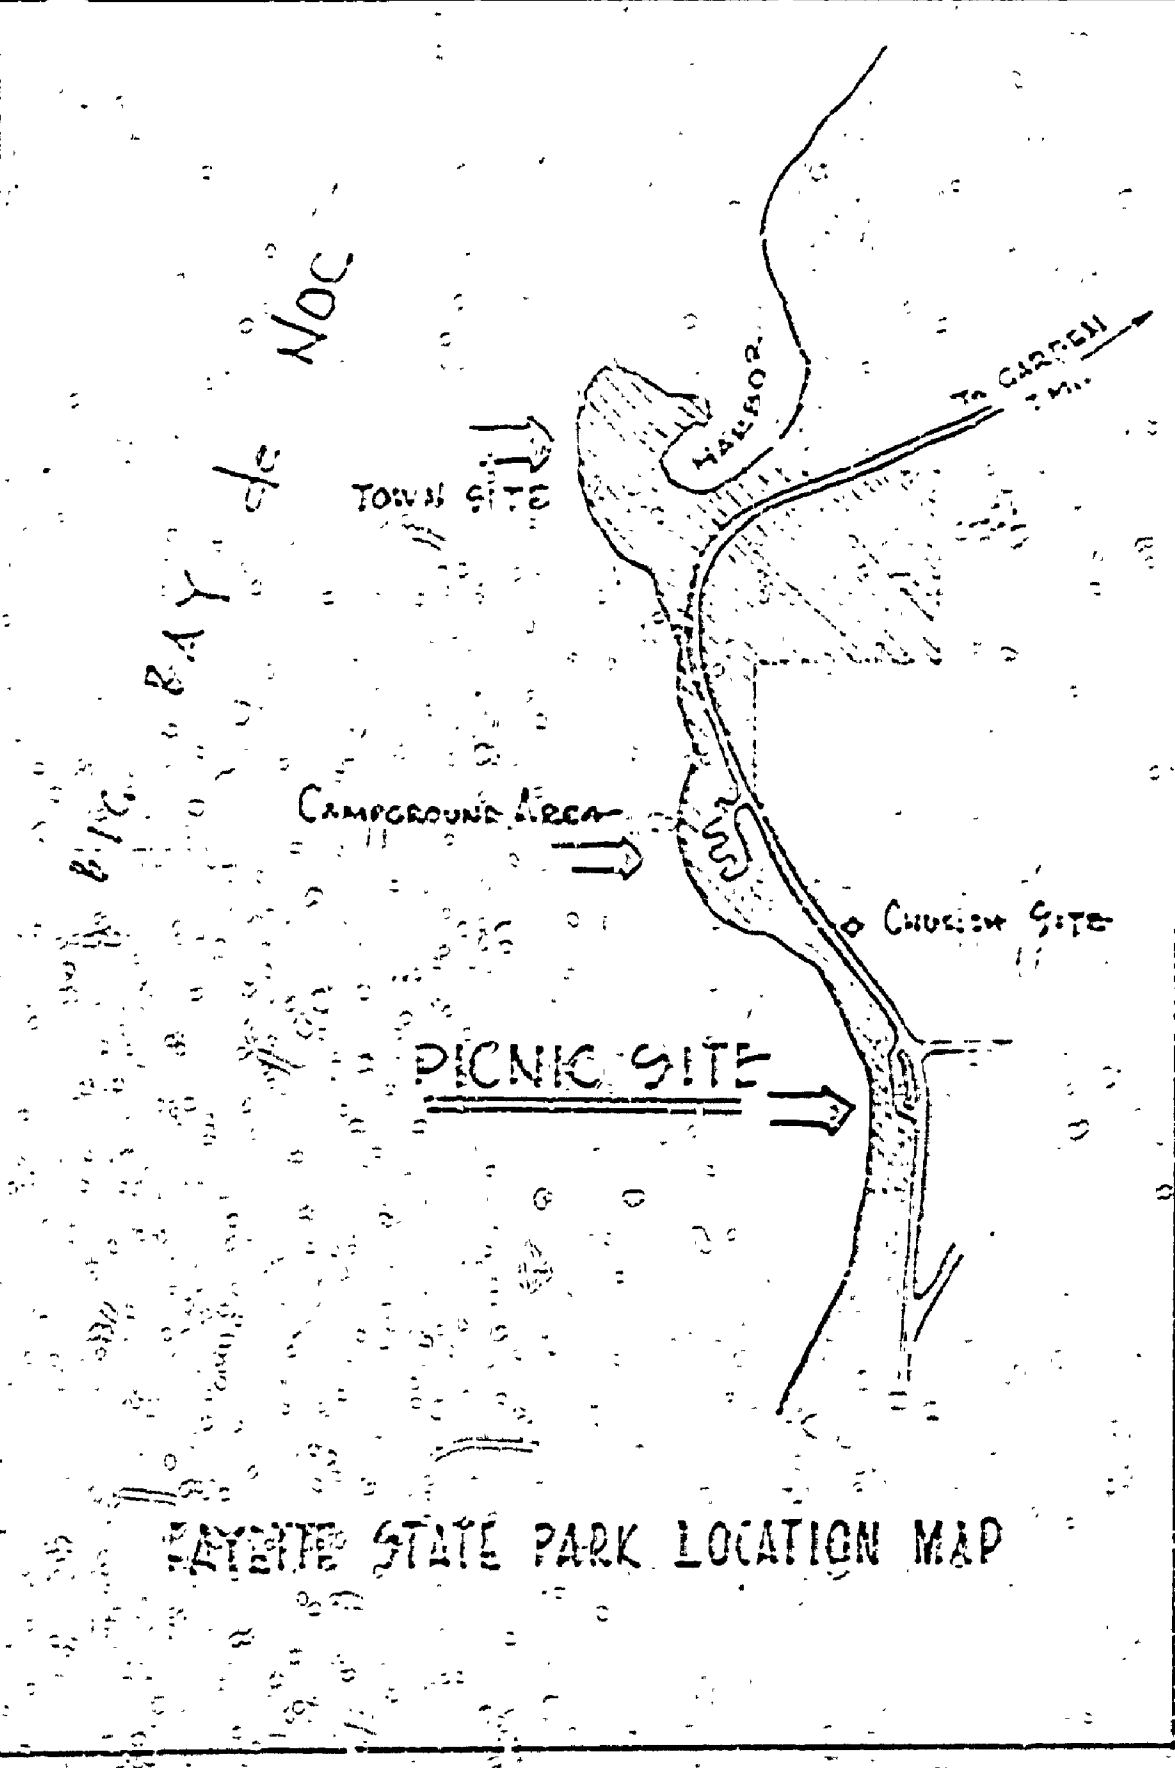 BIG BAY de NOC
HARBOR
TO GARDEN
TOWN SITE
CAMPGROUND AREA
CHURCH SITE
PICNIC SITE
FAYETTE STATE PARK LOCATION MAP